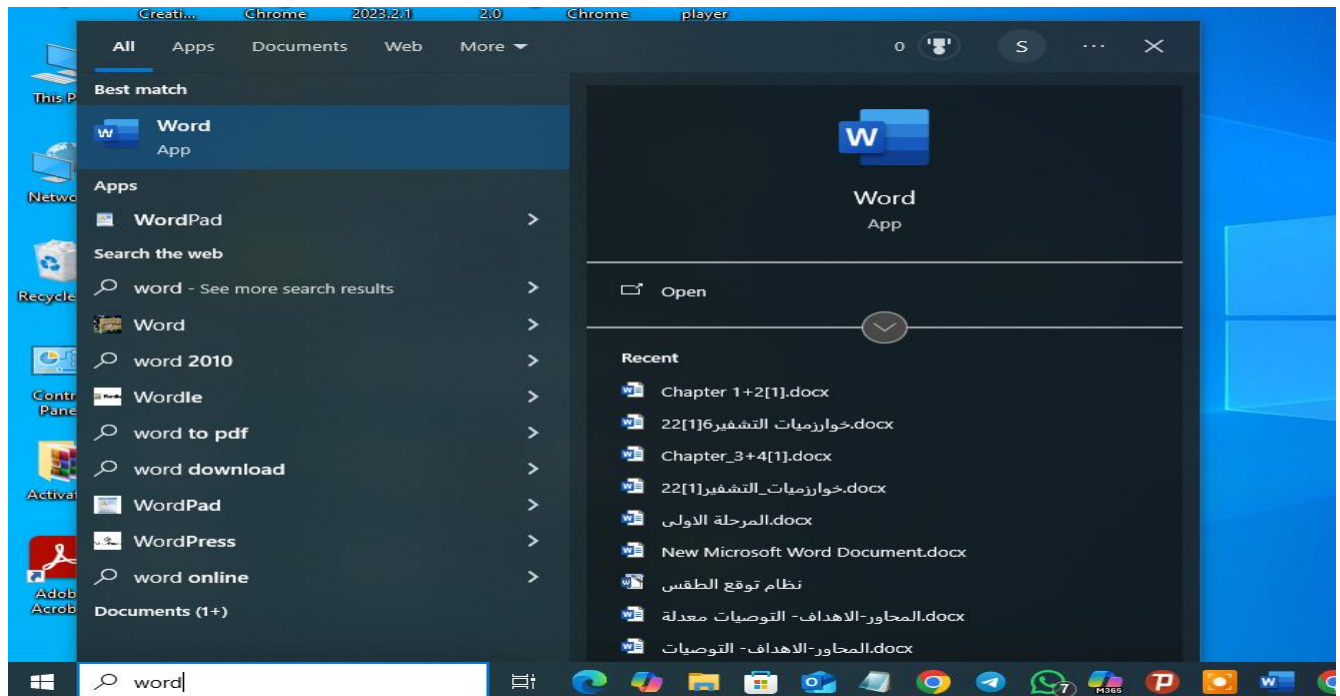 Creati... Chrome 2023.2.1 2.0 Chrome player
All Apps Documents Web More 0 S ...
This P
Netwo
Recycle
Contr
Pane
Activat
Adob
Acrob
Best match
Word
App
Apps
WordPad
Search the web
word - See more search results
Word
word 2010
Wordle
word to pdf
word download
WordPad
WordPress
word online
Documents (1+)
Word
App
Open
Recent
Chapter 1+2[1].docx
خوارزميات التشفير6[1]22.docx
Chapter_3+4[1].docx
خوارزميات_التشفير[1]22.docx
المرحلة الاولى.docx
New Microsoft Word Document.docx
نظام توقع الطقس
المحاور-الاهداف- التوصيات معدلة.docx
المحاور-الاهداف- التوصيات.docx
word
7 M365